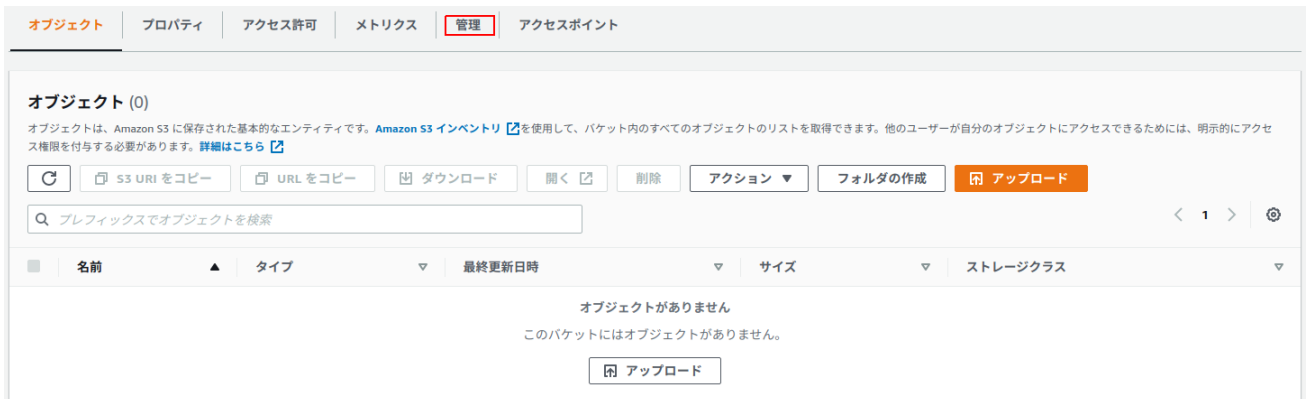 オブジェクト プロパティ アクセス許可 メトリクス 管理 アクセスポイント
オブジェクト (0)
オブジェクトは、Amazon S3 に保存された基本的なエンティティです。Amazon S3 インベントリ を使用して、バケット内のすべてのオブジェクトのリストを取得できます。他のユーザーが自分のオブジェクトにアクセスできるためには、明示的にアクセ
ス権限を付与する必要があります。詳細はこちら
S3 URI をコピー URL をコピー ダウンロード 開く 削除 アクション フォルダの作成 アップロード
プレフィックスでオブジェクトを検索 1
名前 タイプ 最終更新日時 サイズ ストレージクラス
オブジェクトがありません
このバケットにはオブジェクトがありません。
アップロード